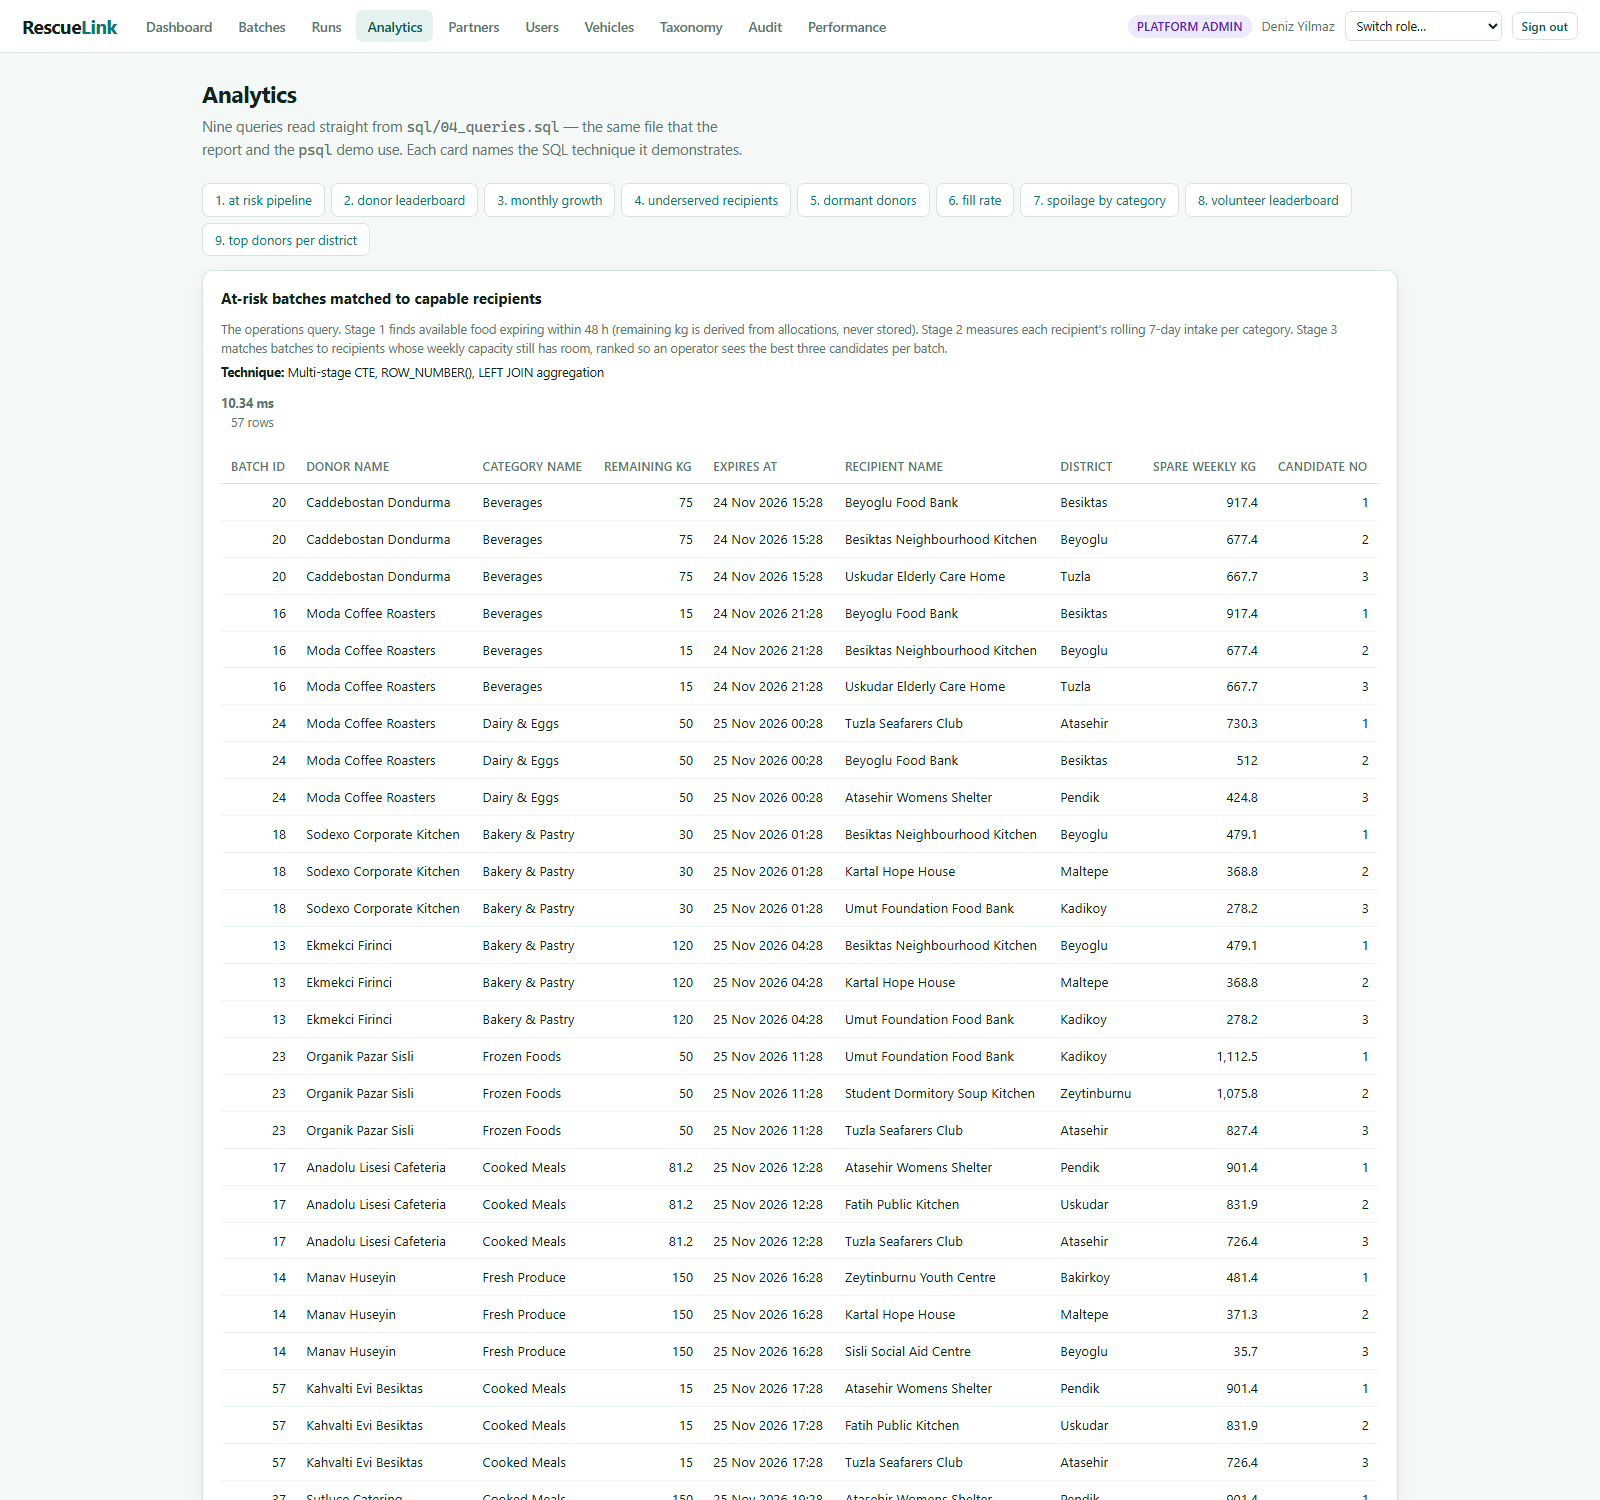 RescueLink Dashboard Batches Runs Analytics Partners Users Vehicles Taxonomy Audit Performance PLATFORM ADMIN Deniz Yilmaz Switch role... Sign out
Analytics
Nine queries read straight from sql/04_queries.sql — the same file that the
report and the psql demo use. Each card names the SQL technique it demonstrates.
1. at risk pipeline 2. donor leaderboard 3. monthly growth 4. underserved recipients 5. dormant donors 6. fill rate 7. spoilage by category 8. volunteer leaderboard
9. top donors per district
At-risk batches matched to capable recipients
The operations query. Stage 1 finds available food expiring within 48 h (remaining kg is derived from allocations, never stored). Stage 2 measures each recipient's rolling 7-day intake per category. Stage 3
matches batches to recipients whose weekly capacity still has room, ranked so an operator sees the best three candidates per batch.
Technique: Multi-stage CTE, ROW_NUMBER(), LEFT JOIN aggregation
10.34 ms
57 rows
BATCH ID DONOR NAME CATEGORY NAME REMAINING KG EXPIRES AT RECIPIENT NAME DISTRICT SPARE WEEKLY KG CANDIDATE NO
20 Caddebostan Dondurma Beverages 75 24 Nov 2026 15:28 Beyoglu Food Bank Besiktas 917.4 1
20 Caddebostan Dondurma Beverages 75 24 Nov 2026 15:28 Besiktas Neighbourhood Kitchen Beyoglu 677.4 2
20 Caddebostan Dondurma Beverages 75 24 Nov 2026 15:28 Uskudar Elderly Care Home Tuzla 667.7 3
16 Moda Coffee Roasters Beverages 15 24 Nov 2026 21:28 Beyoglu Food Bank Besiktas 917.4 1
16 Moda Coffee Roasters Beverages 15 24 Nov 2026 21:28 Besiktas Neighbourhood Kitchen Beyoglu 677.4 2
16 Moda Coffee Roasters Beverages 15 24 Nov 2026 21:28 Uskudar Elderly Care Home Tuzla 667.7 3
24 Moda Coffee Roasters Dairy & Eggs 50 25 Nov 2026 00:28 Tuzla Seafarers Club Atasehir 730.3 1
24 Moda Coffee Roasters Dairy & Eggs 50 25 Nov 2026 00:28 Beyoglu Food Bank Besiktas 512 2
24 Moda Coffee Roasters Dairy & Eggs 50 25 Nov 2026 00:28 Atasehir Womens Shelter Pendik 424.8 3
18 Sodexo Corporate Kitchen Bakery & Pastry 30 25 Nov 2026 01:28 Besiktas Neighbourhood Kitchen Beyoglu 479.1 1
18 Sodexo Corporate Kitchen Bakery & Pastry 30 25 Nov 2026 01:28 Kartal Hope House Maltepe 368.8 2
18 Sodexo Corporate Kitchen Bakery & Pastry 30 25 Nov 2026 01:28 Umut Foundation Food Bank Kadikoy 278.2 3
13 Ekmekci Firinci Bakery & Pastry 120 25 Nov 2026 04:28 Besiktas Neighbourhood Kitchen Beyoglu 479.1 1
13 Ekmekci Firinci Bakery & Pastry 120 25 Nov 2026 04:28 Kartal Hope House Maltepe 368.8 2
13 Ekmekci Firinci Bakery & Pastry 120 25 Nov 2026 04:28 Umut Foundation Food Bank Kadikoy 278.2 3
23 Organik Pazar Sisli Frozen Foods 50 25 Nov 2026 11:28 Umut Foundation Food Bank Kadikoy 1,112.5 1
23 Organik Pazar Sisli Frozen Foods 50 25 Nov 2026 11:28 Student Dormitory Soup Kitchen Zeytinburnu 1,075.8 2
23 Organik Pazar Sisli Frozen Foods 50 25 Nov 2026 11:28 Tuzla Seafarers Club Atasehir 827.4 3
17 Anadolu Lisesi Cafeteria Cooked Meals 81.2 25 Nov 2026 12:28 Atasehir Womens Shelter Pendik 901.4 1
17 Anadolu Lisesi Cafeteria Cooked Meals 81.2 25 Nov 2026 12:28 Fatih Public Kitchen Uskudar 831.9 2
17 Anadolu Lisesi Cafeteria Cooked Meals 81.2 25 Nov 2026 12:28 Tuzla Seafarers Club Atasehir 726.4 3
14 Manav Huseyin Fresh Produce 150 25 Nov 2026 16:28 Zeytinburnu Youth Centre Bakirkoy 481.4 1
14 Manav Huseyin Fresh Produce 150 25 Nov 2026 16:28 Kartal Hope House Maltepe 371.3 2
14 Manav Huseyin Fresh Produce 150 25 Nov 2026 16:28 Sisli Social Aid Centre Beyoglu 35.7 3
57 Kahvalti Evi Besiktas Cooked Meals 15 25 Nov 2026 17:28 Atasehir Womens Shelter Pendik 901.4 1
57 Kahvalti Evi Besiktas Cooked Meals 15 25 Nov 2026 17:28 Fatih Public Kitchen Uskudar 831.9 2
57 Kahvalti Evi Besiktas Cooked Meals 15 25 Nov 2026 17:28 Tuzla Seafarers Club Atasehir 726.4 3
Cooked Meals 150 25 Nov 2026 Atasehir Womens Shelter Pendik 901.4 1